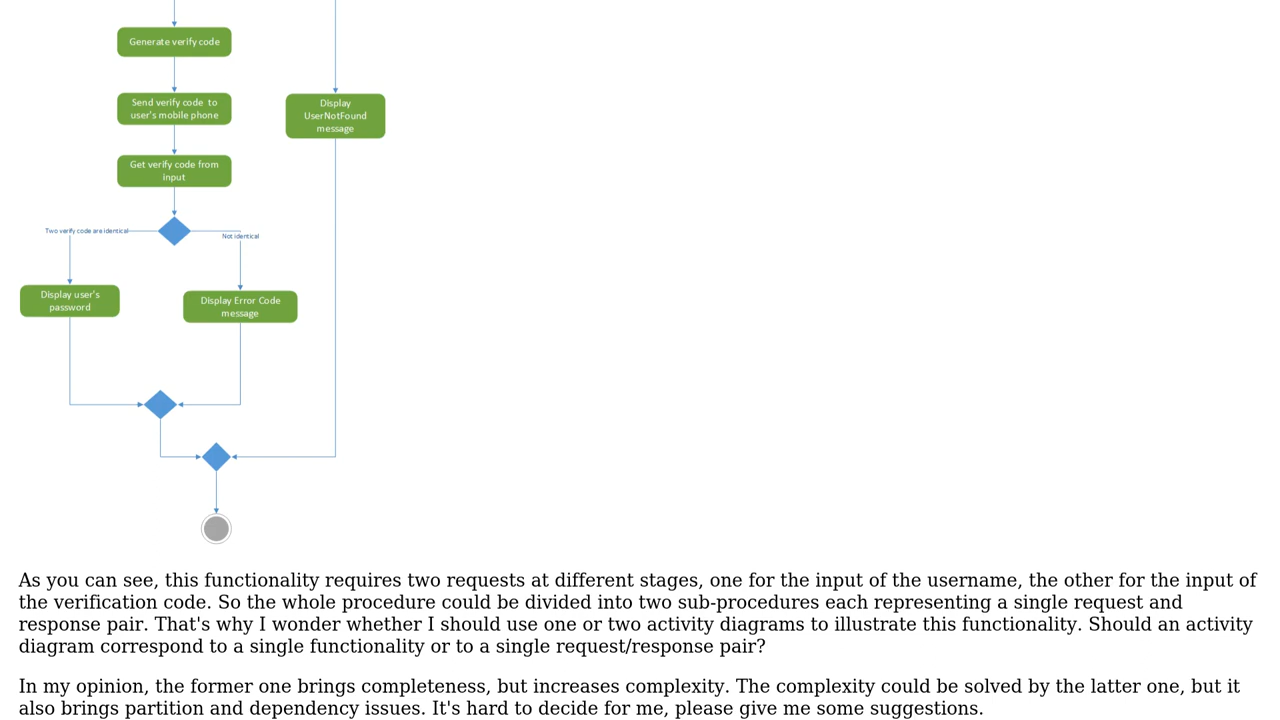 Generate verify code
Send verify code to
user's mobile phone
Display
UserNotFound
message
Get verify code from
input
Two verify code are identical
Not identical
Display user's
password
Display Error Code
message
As you can see, this functionality requires two requests at different stages, one for the input of the username, the other for the input of
the verification code. So the whole procedure could be divided into two sub-procedures each representing a single request and
response pair. That's why I wonder whether I should use one or two activity diagrams to illustrate this functionality. Should an activity
diagram correspond to a single functionality or to a single request/response pair?
In my opinion, the former one brings completeness, but increases complexity. The complexity could be solved by the latter one, but it
also brings partition and dependency issues. It's hard to decide for me, please give me some suggestions.